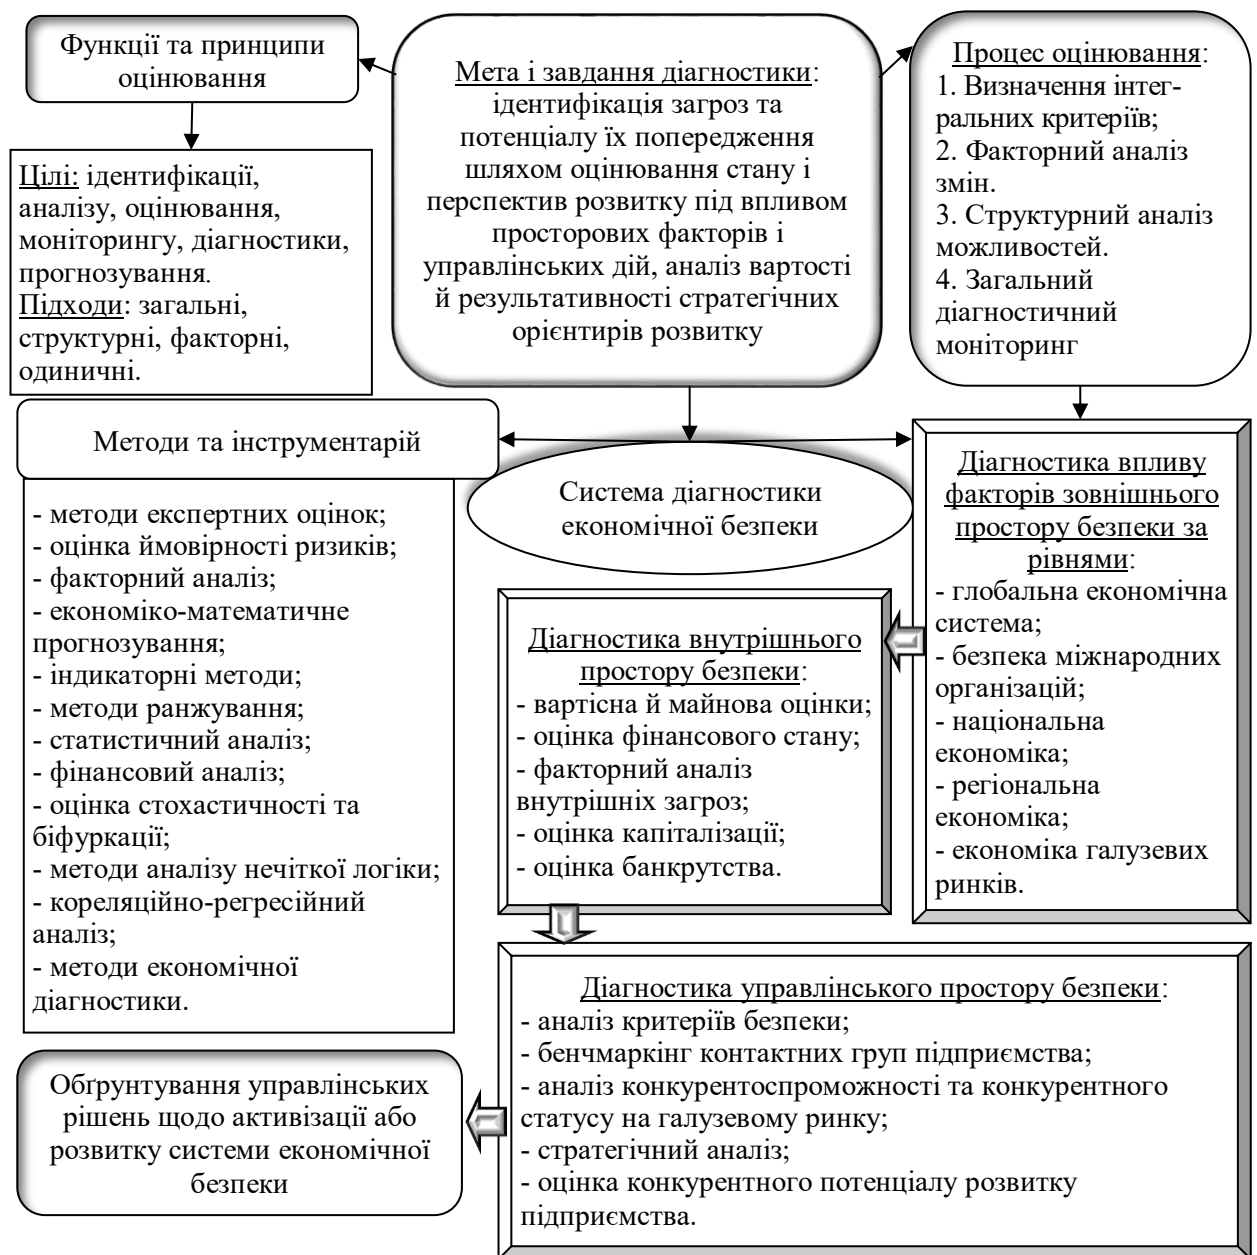 Функції та принципи
оцінювання
Мета і завдання діагностики:
ідентифікація загроз та
потенціалу їх попередження
шляхом оцінювання стану і
перспектив розвитку під впливом
просторових факторів і
управлінських дій, аналіз вартості
й результативності стратегічних
орієнтирів розвитку
Процес оцінювання:
1. Визначення інтег-
ральних критеріїв;
2. Факторний аналіз
змін.
3. Структурний аналіз
можливостей.
4. Загальний
діагностичний
моніторинг
Цілі: ідентифікації,
аналізу, оцінювання,
моніторингу, діагностики,
прогнозування.
Підходи: загальні,
структурні, факторні,
одиничні.
Методи та інструментарій
- методи експертних оцінок;
- оцінка ймовірності ризиків;
- факторний аналіз;
- економіко-математичне
прогнозування;
- індикаторні методи;
- методи ранжування;
- статистичний аналіз;
- фінансовий аналіз;
- оцінка стохастичності та
біфуркації;
- методи аналізу нечіткої логіки;
- кореляційно-регресійний
аналіз;
- методи економічної
діагностики.
Система діагностики
економічної безпеки
Діагностика впливу
факторів зовнішнього
простору безпеки за
рівнями:
- глобальна економічна
система;
- безпека міжнародних
організацій;
- національна
економіка;
- регіональна
економіка;
- економіка галузевих
ринків.
Діагностика внутрішнього
простору безпеки:
- вартісна й майнова оцінки;
- оцінка фінансового стану;
- факторний аналіз
внутрішніх загроз;
- оцінка капіталізації;
- оцінка банкрутства.
Діагностика управлінського простору безпеки:
- аналіз критеріїв безпеки;
- бенчмаркінг контактних груп підприємства;
- аналіз конкурентоспроможності та конкурентного
статусу на галузевому ринку;
- стратегічний аналіз;
- оцінка конкурентного потенціалу розвитку
підприємства.
Обґрунтування управлінських
рішень щодо активізації або
розвитку системи економічної
безпеки